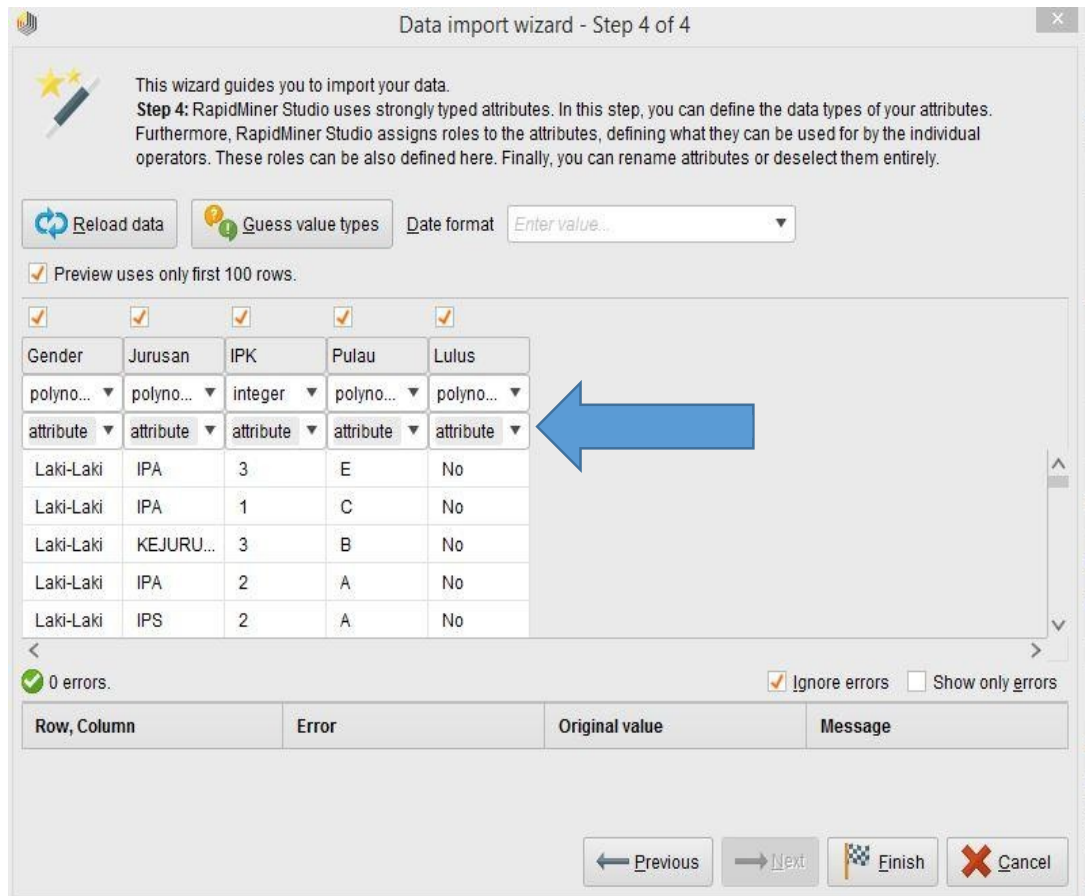 Data import wizard - Step 4 of 4
This wizard guides you to import your data.
Step 4: RapidMiner Studio uses strongly typed attributes. In this step, you can define the data types of your attributes.
Furthermore, RapidMiner Studio assigns roles to the attributes, defining what they can be used for by the individual
operators. These roles can be also defined here. Finally, you can rename attributes or deselect them entirely.
Reload data Guess value types Date format Enter value...
Preview uses only first 100 rows.
Gender Jurusan IPK Pulau Lulus
polyno... polyno... integer polyno... polyno...
attribute attribute attribute attribute attribute
Laki-Laki IPA 3 E No
Laki-Laki IPA 1 C No
Laki-Laki KEJURU... 3 B No
Laki-Laki IPA 2 A No
Laki-Laki IPS 2 A No
0 errors. Ignore errors Show only errors
Row, Column Error Original value Message
Previous Next Finish Cancel